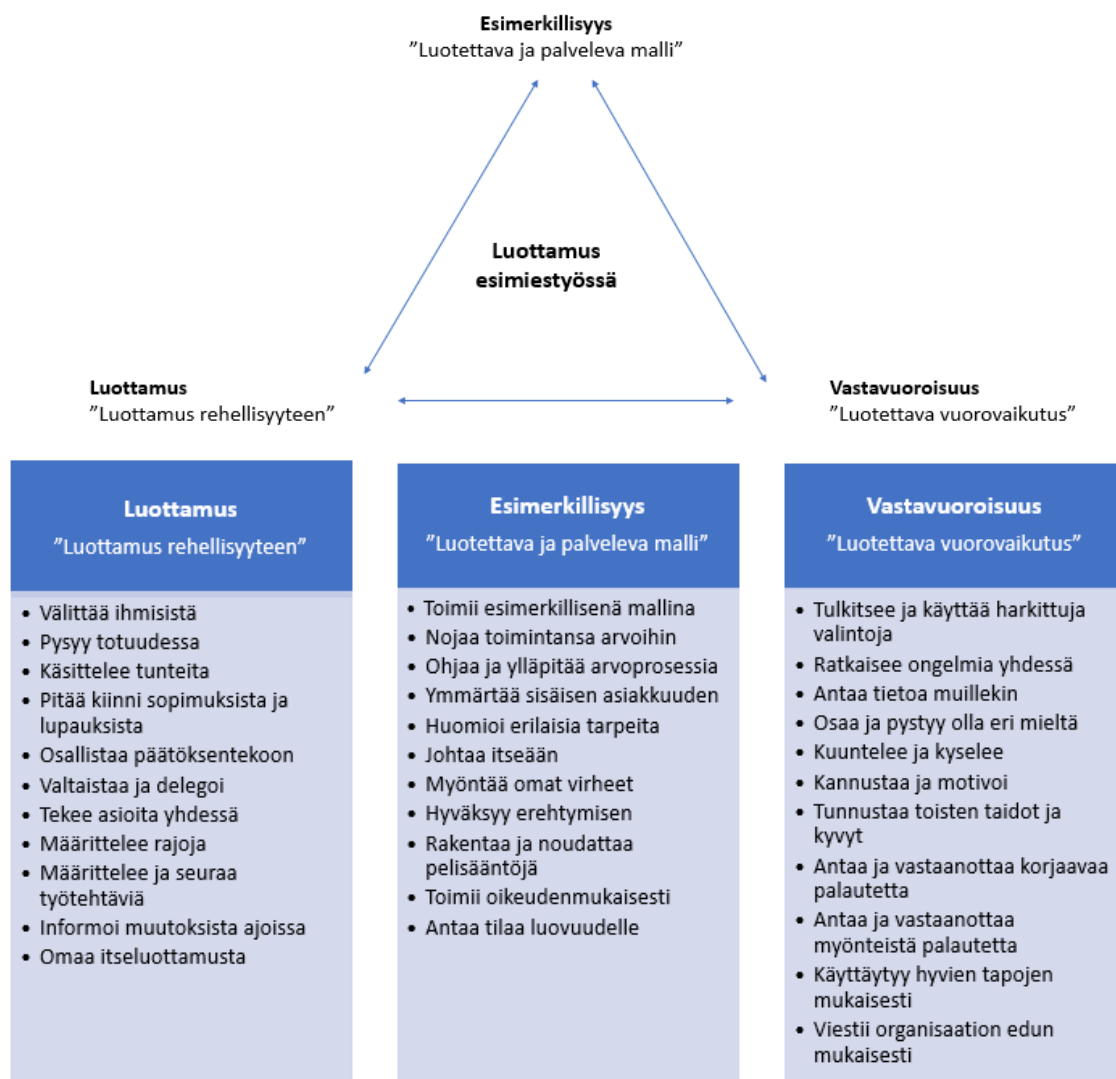 Esimerkillisyys
”Luotettava ja palveleva malli”
Luottamus
esimiestyössä
Luottamus
”Luottamus rehellisyyteen”
Vastavuoroisuus
”Luotettava vuorovaikutus”
Luottamus
”Luottamus rehellisyyteen”
• Välittää ihmisistä
• Pysyy totuudessa
• Käsittelee tunteita
• Pitää kiinni sopimuksista ja
lupauksista
• Osallistaa päätöksentekoon
• Valtaistaa ja delegoi
• Tekee asioita yhdessä
• Määrittelee rajoja
• Määrittelee ja seuraa
työtehtäviä
• Informoi muutoksista ajoissa
• Omaa itseluottamusta
Esimerkillisyys
”Luotettava ja palveleva malli”
• Toimii esimerkillisenä mallina
• Nojaa toimintansa arvoihin
• Ohjaa ja ylläpitää arvoprosessia
• Ymmärtää sisäisen asiakkuuden
• Huomioi erilaisia tarpeita
• Johtaa itseään
• Myöntää omat virheet
• Hyväksyy erehtymisen
• Rakentaa ja noudattaa
pelisääntöjä
• Toimii oikeudenmukaisesti
• Antaa tilaa luovuudelle
Vastavuoroisuus
”Luotettava vuorovaikutus”
• Tulkitsee ja käyttää harkittuja
valintoja
• Ratkaisee ongelmia yhdessä
• Antaa tietoa muillekin
• Osaa ja pystyy olla eri mieltä
• Kuuntelee ja kyselee
• Kannustaa ja motivoi
• Tunnustaa toisten taidot ja
kyvyt
• Antaa ja vastaanottaa korjaavaa
palautetta
• Antaa ja vastaanottaa
myönteistä palautetta
• Käyttäytyy hyvien tapojen
mukaisesti
• Viestii organisaation edun
mukaisesti